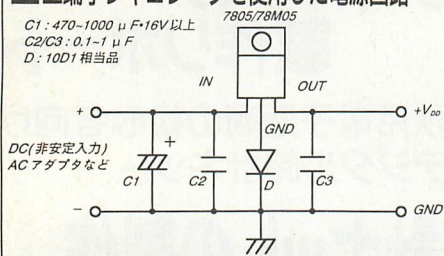 三端子レギュレータを使用した電源回路
7805/78M05
C1 : 470~1000 μF・16V以上
C2/C3 : 0.1~1 μF
D : 10D1 相当品
IN
OUT
+
+V_DD
GND
DC(非安定入力)
ACアダプタなど
+
C1
C2
D
C3
−
GND